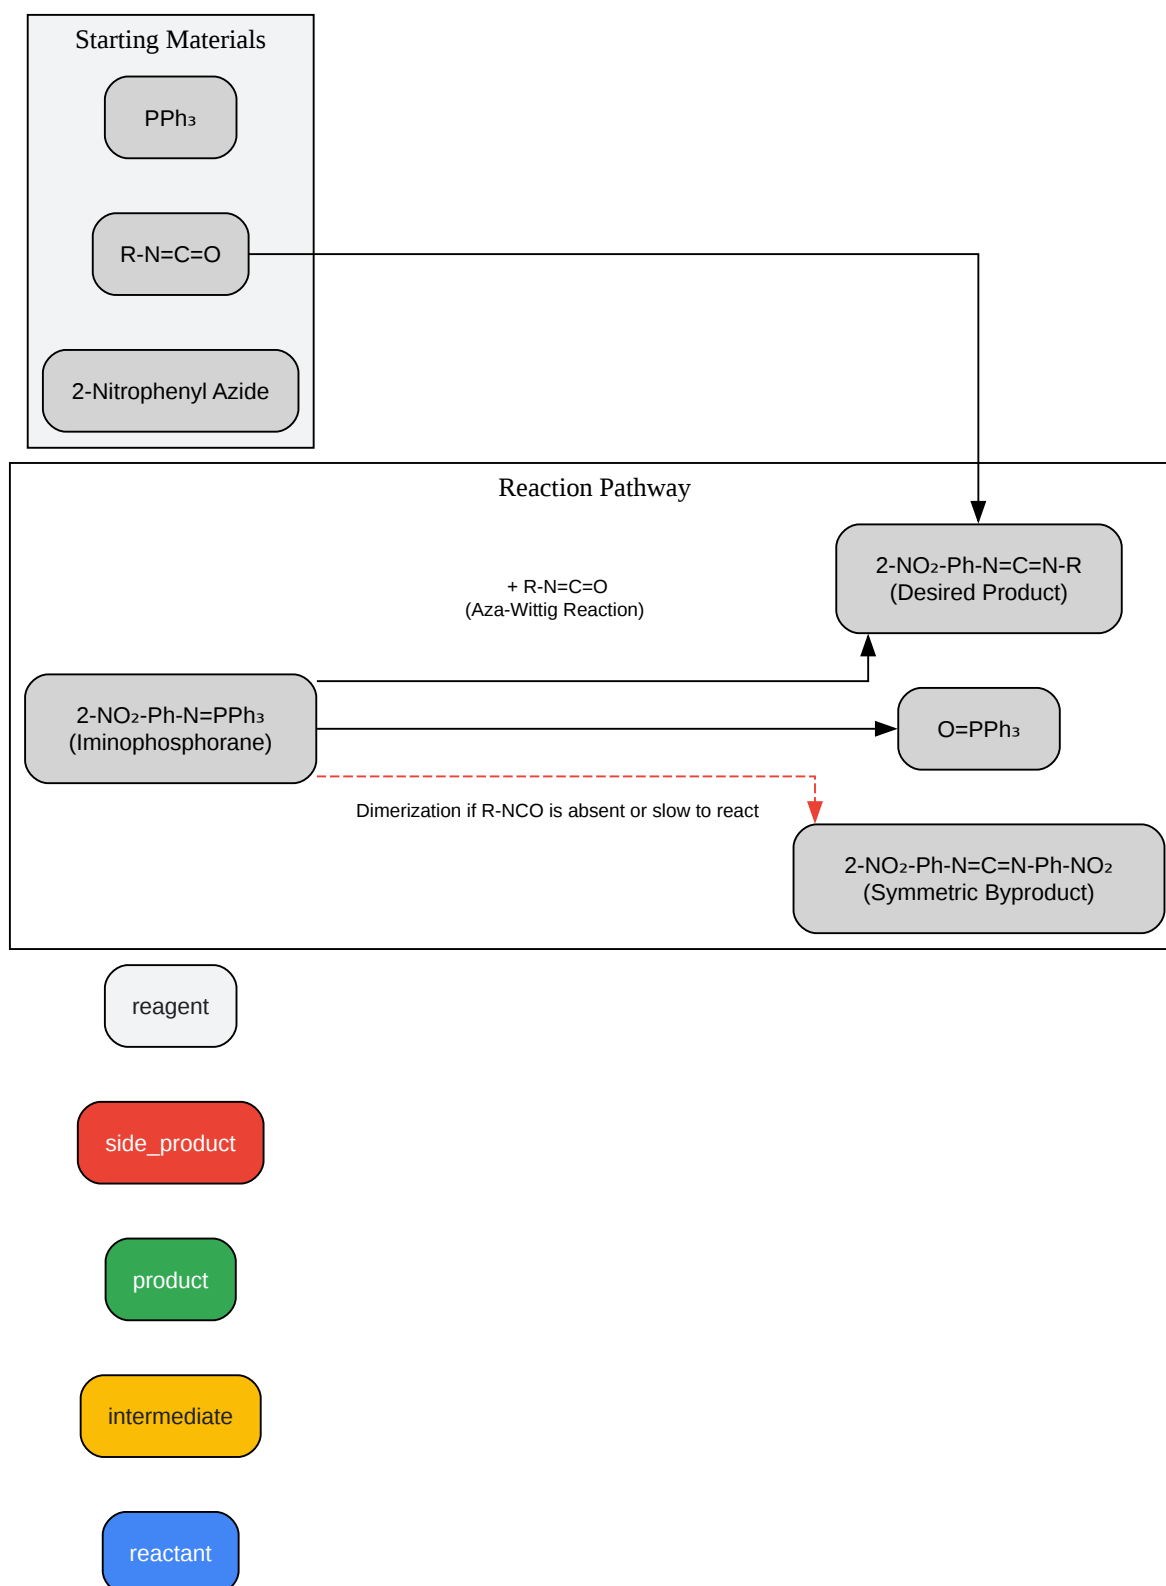 Starting Materials
PPh₃
R-N=C=O
2-Nitrophenyl Azide
Reaction Pathway
+ R-N=C=O
(Aza-Wittig Reaction)
2-NO₂-Ph-N=C=N-R
(Desired Product)
2-NO₂-Ph-N=PPh₃
(Iminophosphorane)
O=PPh₃
Dimerization if R-NCO is absent or slow to react
2-NO₂-Ph-N=C=N-Ph-NO₂
(Symmetric Byproduct)
reagent
side_product
product
intermediate
reactant